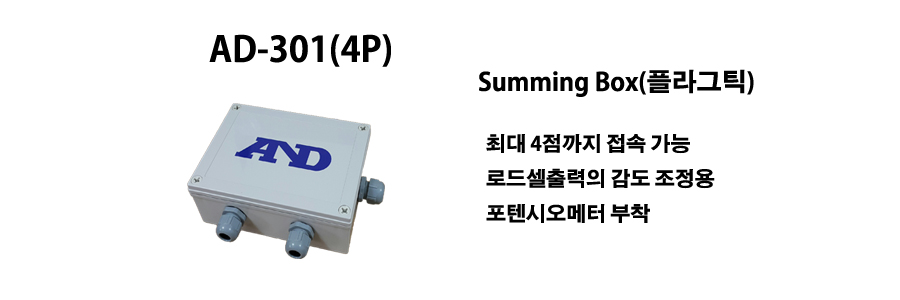 AD-301(4P)
Summing Box(플라그틱)
AND
최대 4점까지 접속 가능
로드셀출력의 감도 조정용
포텐시오메터 부착